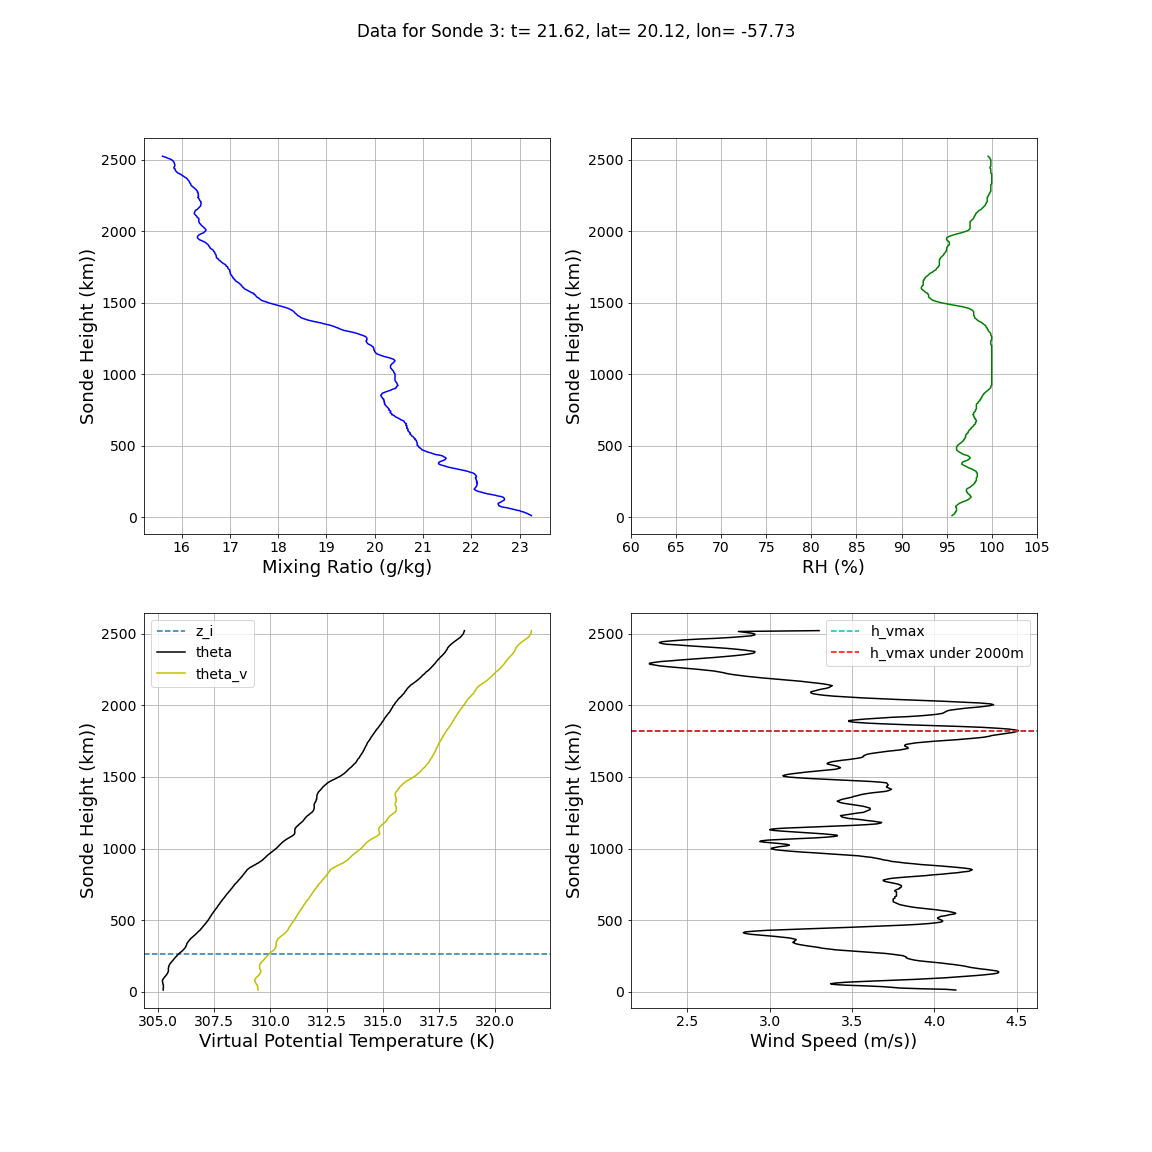 Data for Sonde 3: t= 21.62, lat= 20.12, lon= -57.73
2500
2000
1500
1000
500
0
Sonde Height (km))
16 17 18 19 20 21 22 23
Mixing Ratio (g/kg)
2500
2000
1500
1000
500
0
Sonde Height (km))
60 65 70 75 80 85 90 95 100 105
RH (%)
z_i
theta
theta_v
2500
2000
1500
1000
500
0
Sonde Height (km))
305.0 307.5 310.0 312.5 315.0 317.5 320.0
Virtual Potential Temperature (K)
h_vmax
h_vmax under 2000m
2500
2000
1500
1000
500
0
Sonde Height (km))
2.5 3.0 3.5 4.0 4.5
Wind Speed (m/s))